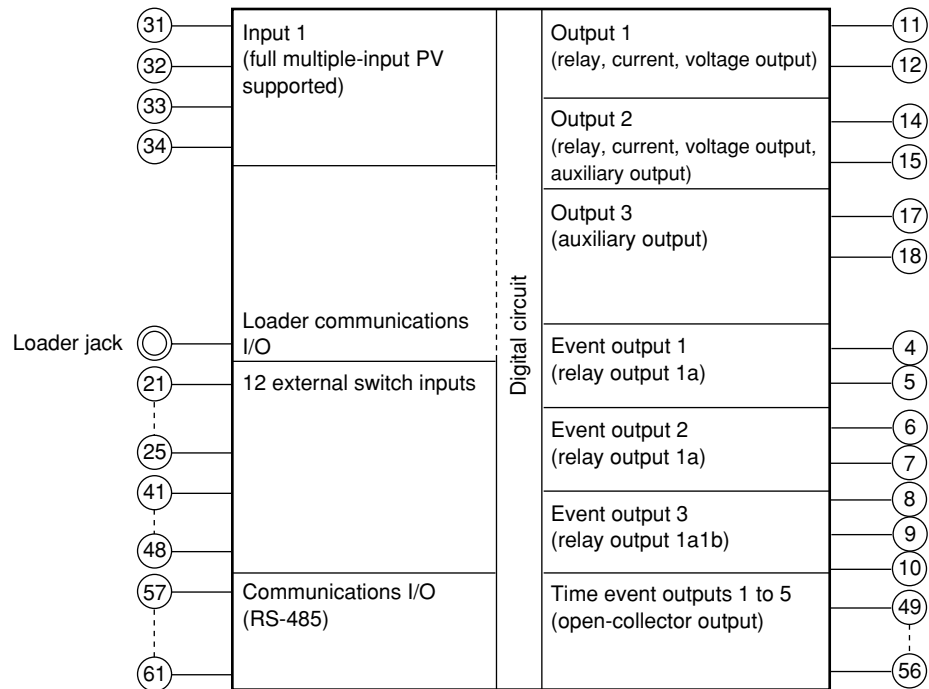 31
32
33
34
Input 1
(full multiple-input PV
supported)
Loader jack
Loader communications
I/O
21
25
41
48
12 external switch inputs
57
61
Communications I/O
(RS-485)
Digital circuit
Output 1
(relay, current, voltage output)
11
12
Output 2
(relay, current, voltage output,
auxiliary output)
14
15
Output 3
(auxiliary output)
17
18
Event output 1
(relay output 1a)
4
5
Event output 2
(relay output 1a)
6
7
Event output 3
(relay output 1a1b)
8
9
10
Time event outputs 1 to 5
(open-collector output)
49
56